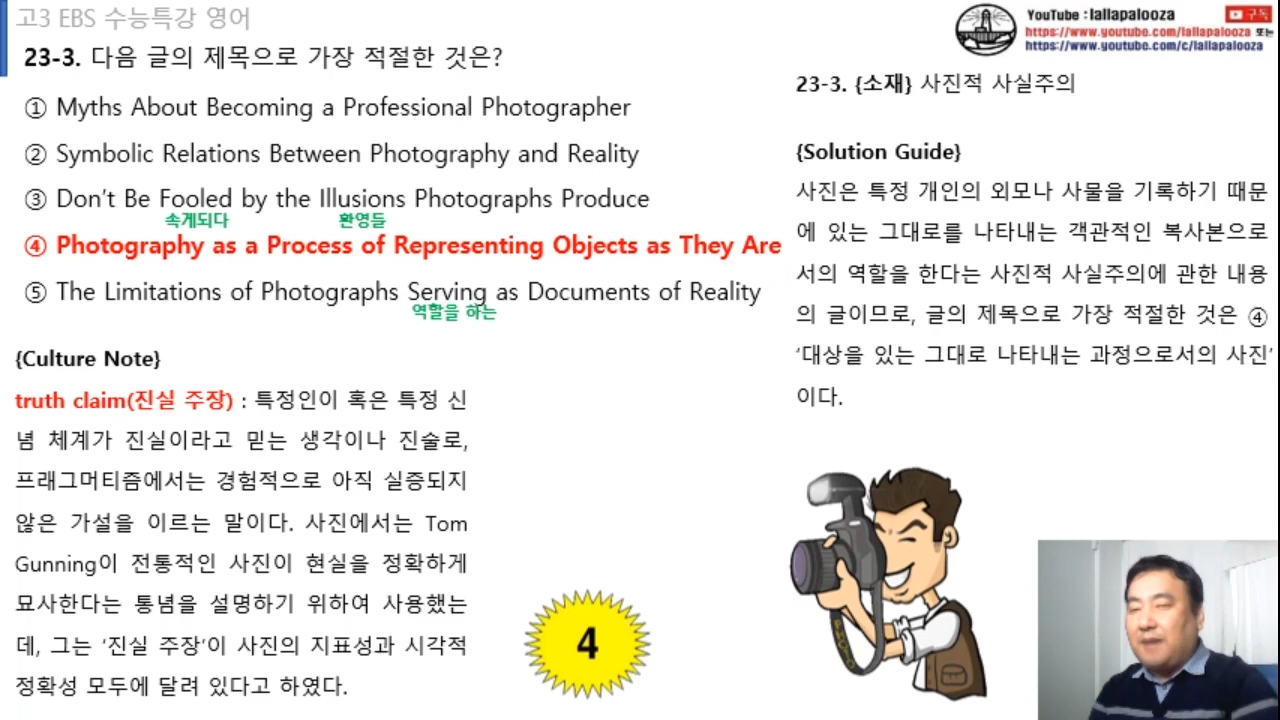 고3 EBS 수능특강 영어
23-3. 다음 글의 제목으로 가장 적절한 것은?
① Myths About Becoming a Professional Photographer
② Symbolic Relations Between Photography and Reality
③ Don't Be Fooled by the Illusions Photographs Produce
속게되다 환영들
④ Photography as a Process of Representing Objects as They Are
⑤ The Limitations of Photographs Serving as Documents of Reality
역할을 하는
{Culture Note}
truth claim(진실 주장) : 특정인이 혹은 특정 신
념 체계가 진실이라고 믿는 생각이나 진술로,
프래그머티즘에서는 경험적으로 아직 실증되지
않은 가설을 이르는 말이다. 사진에서는 Tom
Gunning이 전통적인 사진이 현실을 정확하게
묘사한다는 통념을 설명하기 위하여 사용했는
데, 그는 ‘진실 주장’이 사진의 지표성과 시각적
정확성 모두에 달려 있다고 하였다.
4
YouTube : lallapalooza
구독
https://www.youtube.com/lallapalooza 또는
https://www.youtube.com/c/lallapalooza
23-3. {소재} 사진적 사실주의
{Solution Guide}
사진은 특정 개인의 외모나 사물을 기록하기 때문
에 있는 그대로를 나타내는 객관적인 복사본으로
서의 역할을 한다는 사진적 사실주의에 관한 내용
의 글이므로, 글의 제목으로 가장 적절한 것은 ④
‘대상을 있는 그대로 나타내는 과정으로서의 사진’
이다.